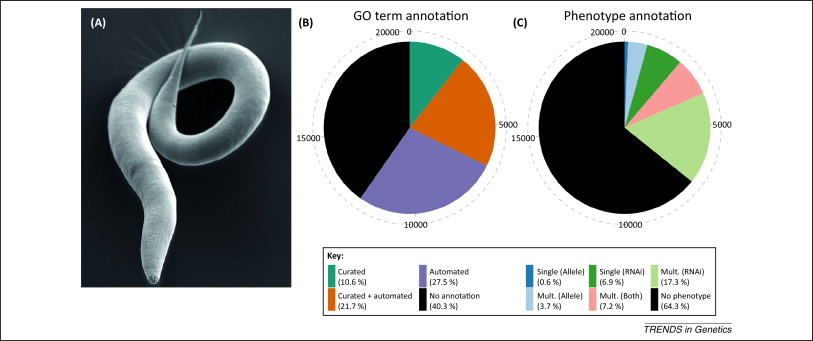 (A)
(B)
GO term annotation
(C)
Phenotype annotation
20000 0
5000
10000
15000
20000 0
5000
10000
15000
Key:
Curated
(10.6 %)
Automated
(27.5 %)
Curated + automated
(21.7 %)
No annotation
(40.3 %)
Single (Allele)
(0.6 %)
Single (RNAi)
(6.9 %)
Mult. (RNAi)
(17.3 %)
Mult. (Allele)
(3.7 %)
Mult. (Both)
(7.2 %)
No phenotype
(64.3 %)
TRENDS in Genetics